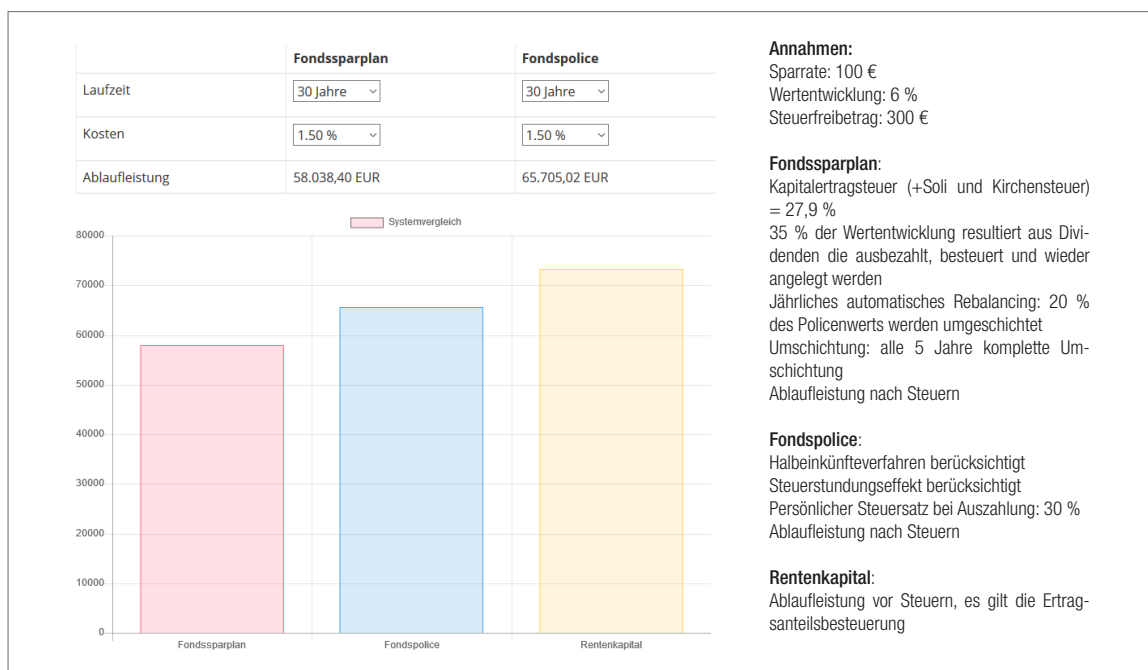 Fondssparplan Fondspolice
Laufzeit 30 Jahre 30 Jahre
Kosten 1.50 % 1.50 %
Ablaufleistung 58.038,40 EUR 65.705,02 EUR
Systemvergleich
80000
70000
60000
50000
40000
30000
20000
10000
0
Fondssparplan Fondspolice Rentenkapital
Annahmen:
Sparrate: 100 €
Wertentwicklung: 6 %
Steuerfreibetrag: 300 €
Fondssparplan:
Kapitalertragsteuer (+Soli und Kirchensteuer)
= 27,9 %
35 % der Wertentwicklung resultiert aus Divi-
denden die ausbezahlt, besteuert und wieder
angelegt werden
Jährliches automatisches Rebalancing: 20 %
des Policenwerts werden umgeschichtet
Umschichtung: alle 5 Jahre komplette Um-
schichtung
Ablaufleistung nach Steuern
Fondspolice:
Halbeinkünfteverfahren berücksichtigt
Steuerstundungseffekt berücksichtigt
Persönlicher Steuersatz bei Auszahlung: 30 %
Ablaufleistung nach Steuern
Rentenkapital:
Ablaufleistung vor Steuern, es gilt die Ertrag-
santeilsbesteuerung